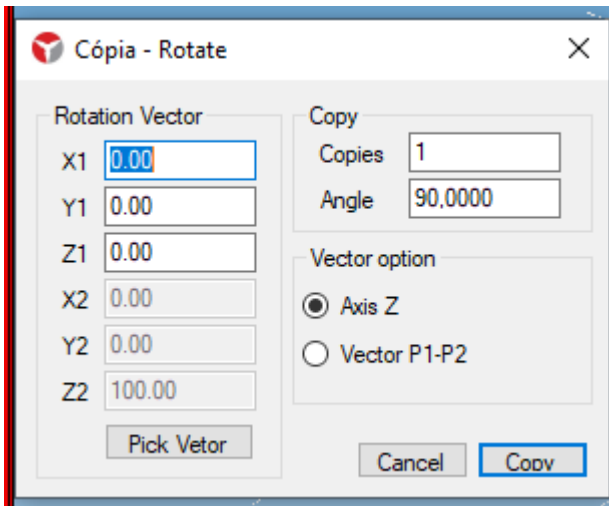 Cópia - Rotate
Rotation Vector
X1 0.00
Y1 0.00
Z1 0.00
X2 0.00
Y2 0.00
Z2 100.00
Pick Vetor
Copy
Copies 1
Angle 90,0000
Vector option
Axis Z
Vector P1-P2
Cancel
Copy